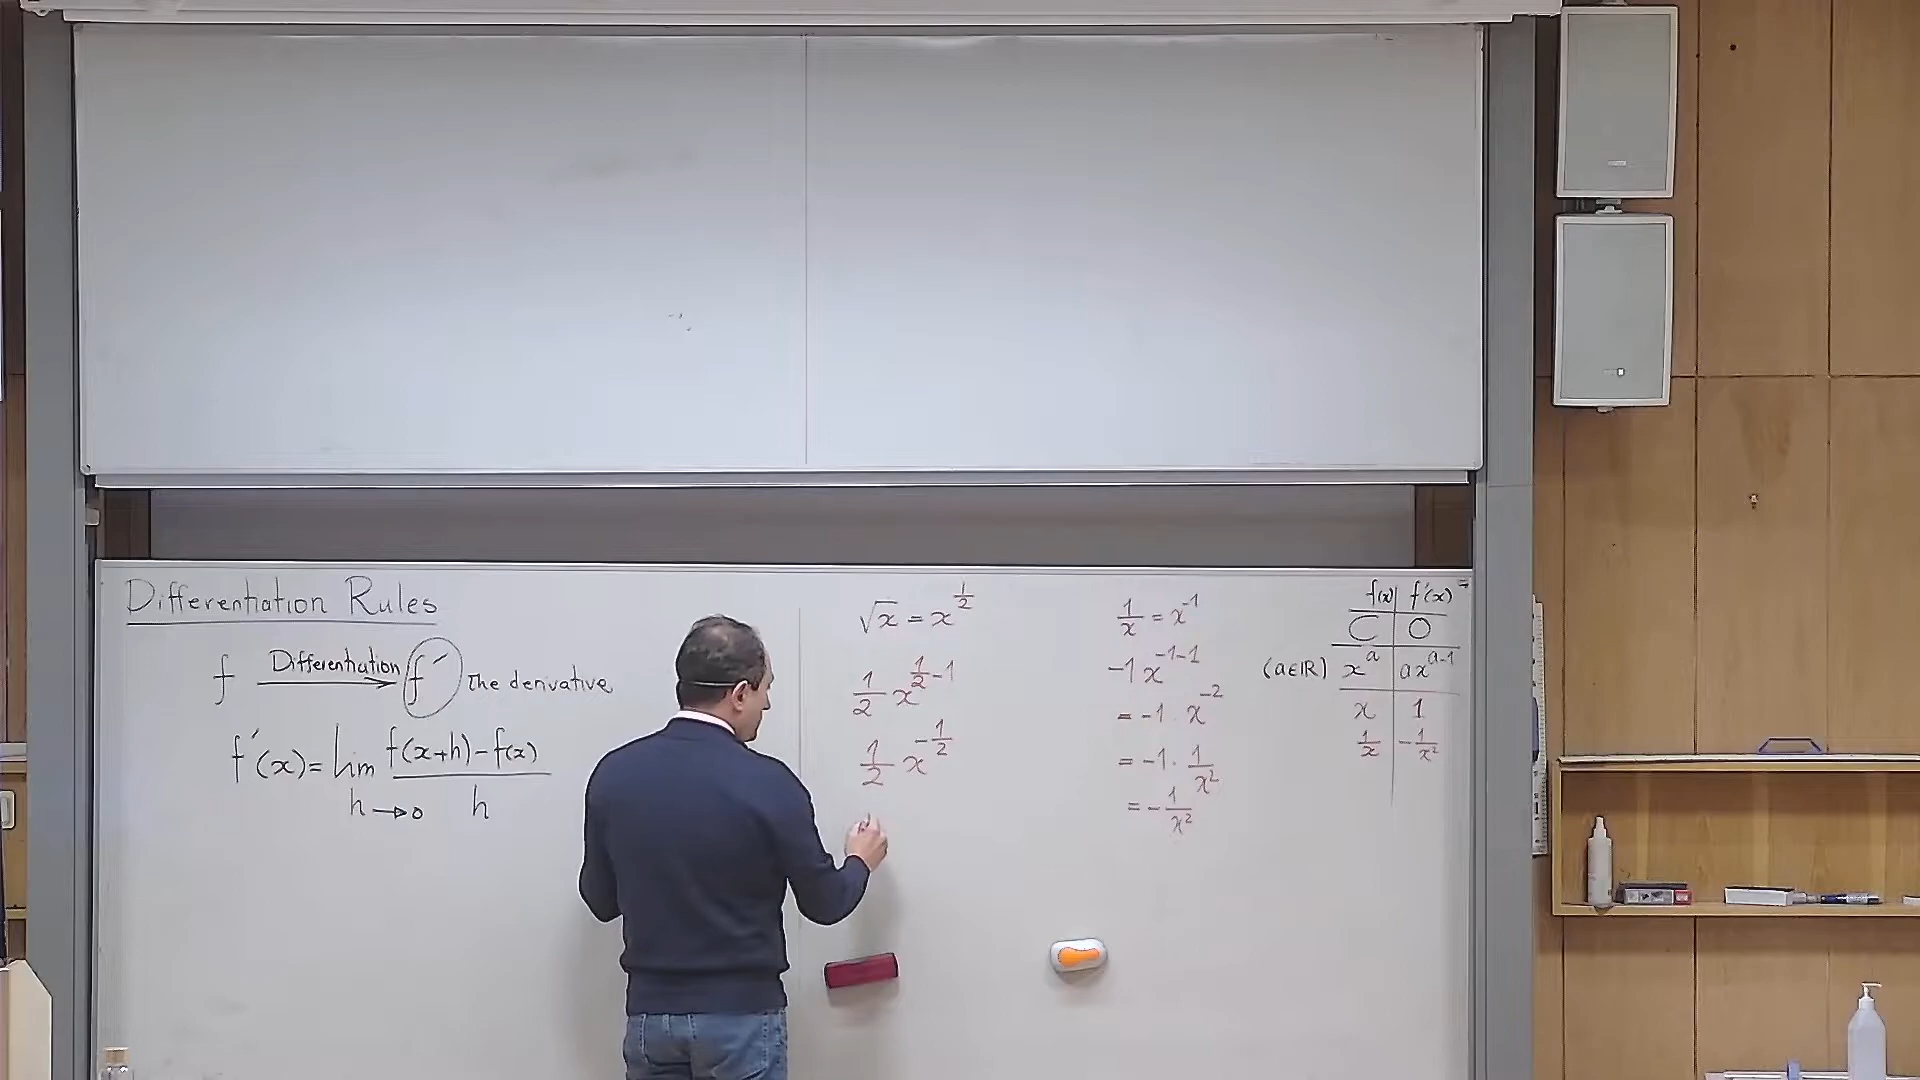 Differentiation Rules
f Differentiation f′ The derivative
f′(x) = lim f(x+h) - f(x)
h→0 h
√x = x^{1/2}
1/2 x^{1/2 - 1}
1/2 x^{-1/2}
1/x = x^{-1}
-1 x^{-1-1}
= -1 . x^{-2}
= -1 . 1/x²
= - 1/x²
f(x) f′(x)
C 0
(a∈ℝ) x^a ax^{a-1}
x 1
1/x -1/x²